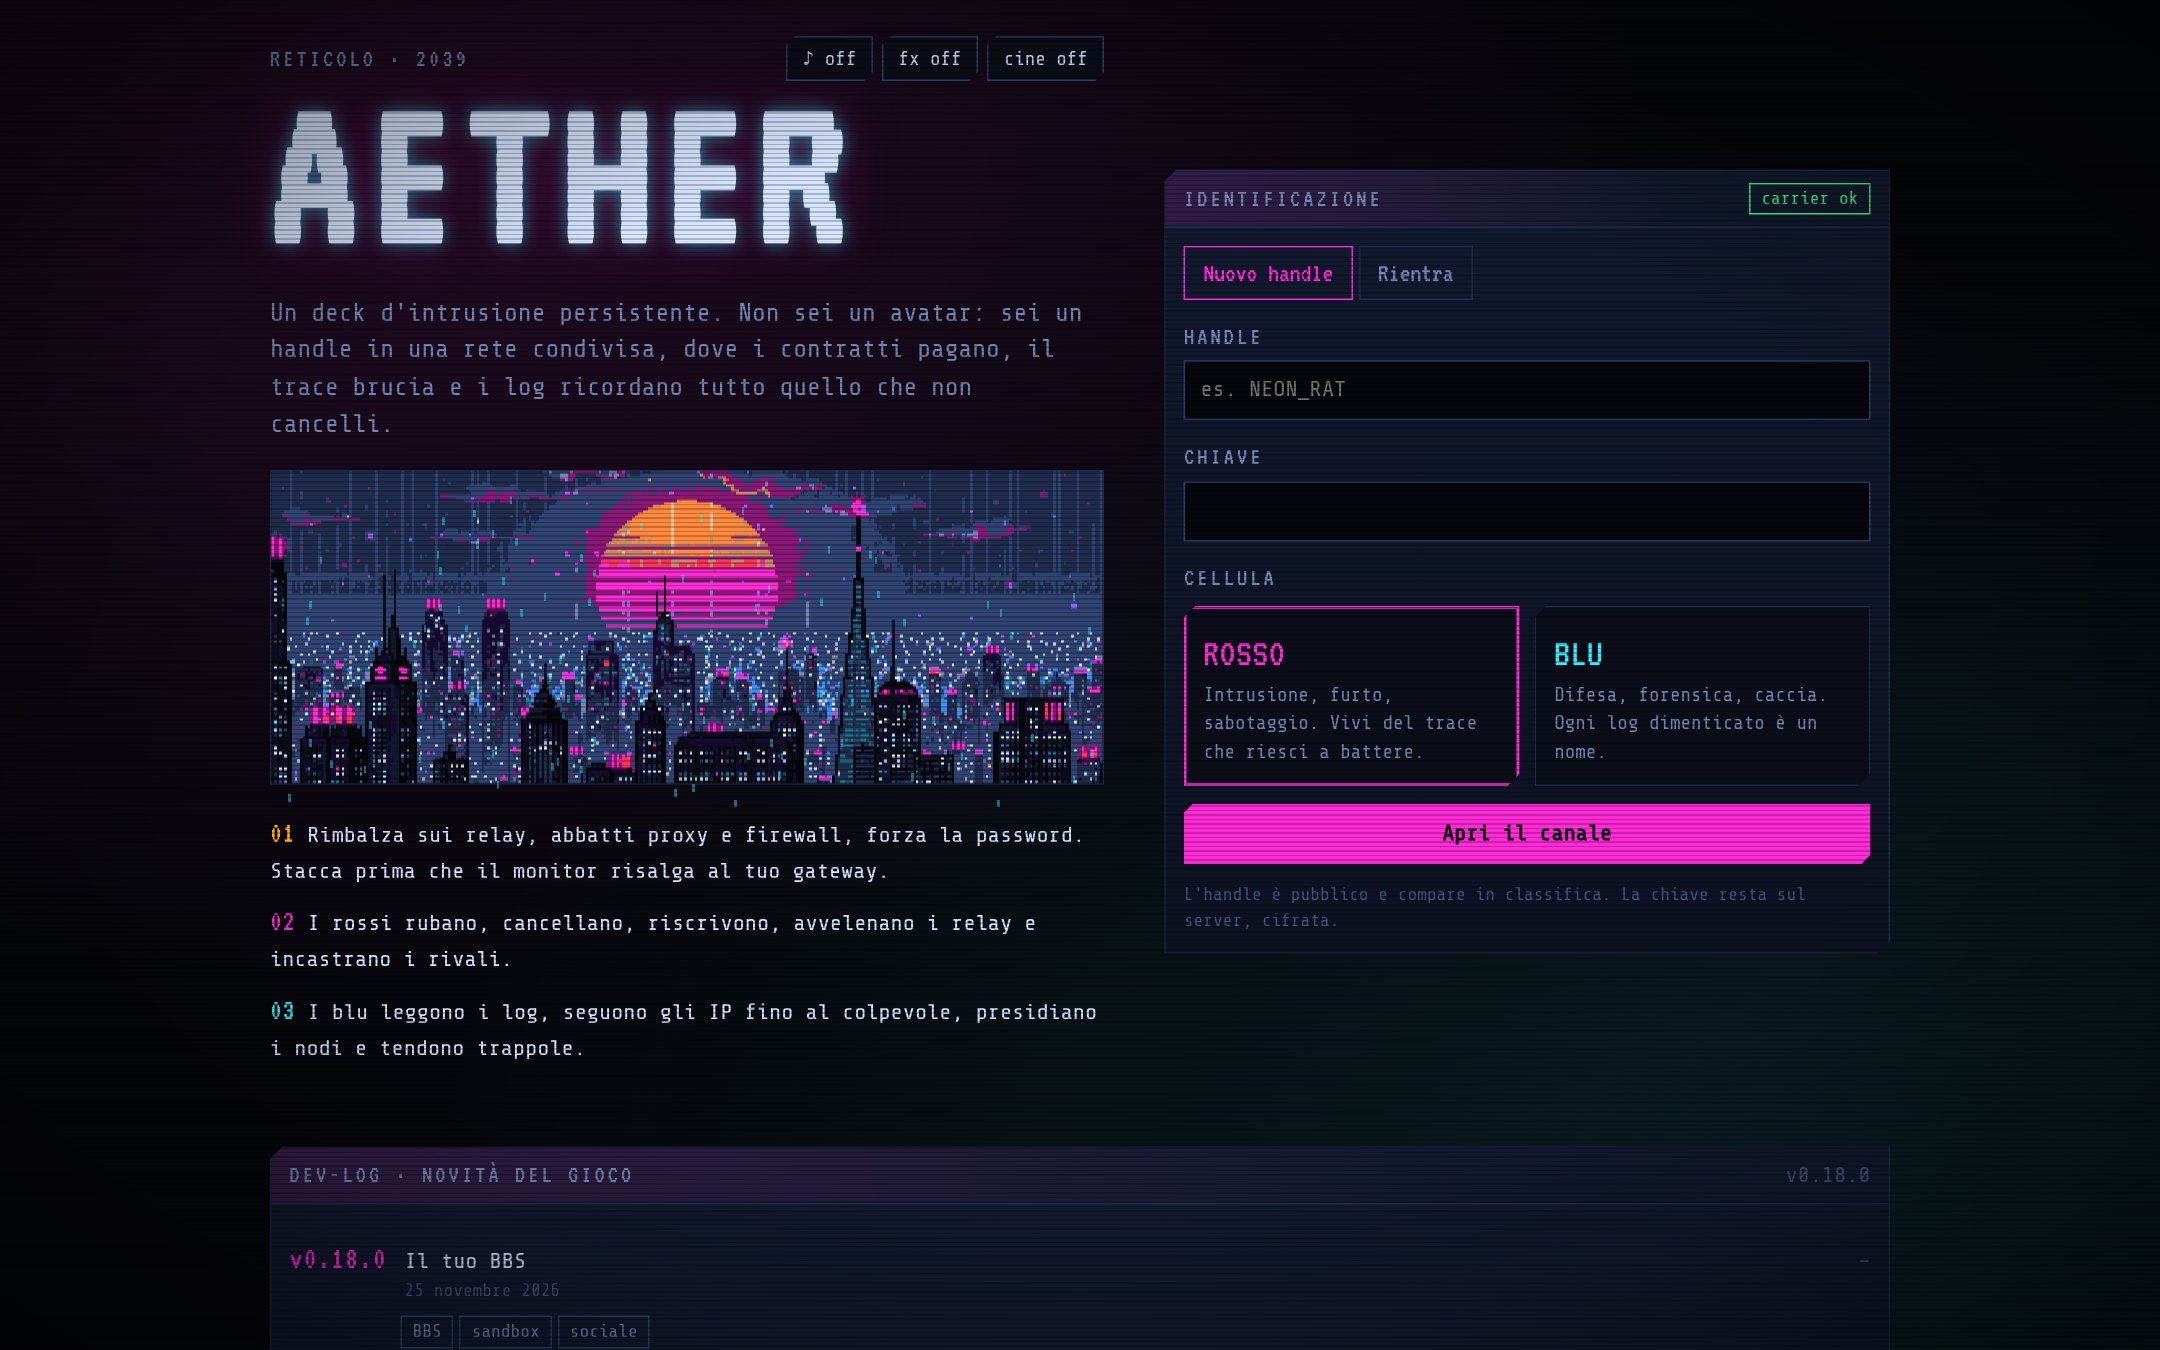 RETICOLO · 2039
♪ off
fx off
cine off
AETHER
Un deck d'intrusione persistente. Non sei un avatar: sei un
handle in una rete condivisa, dove i contratti pagano, il
trace brucia e i log ricordano tutto quello che non
cancelli.
01 Rimbalza sui relay, abbatti proxy e firewall, forza la password.
Stacca prima che il monitor risalga al tuo gateway.
02 I rossi rubano, cancellano, riscrivono, avvelenano i relay e
incastrano i rivali.
03 I blu leggono i log, seguono gli IP fino al colpevole, presidiano
i nodi e tendono trappole.
IDENTIFICAZIONE
carrier ok
Nuovo handle
Rientra
HANDLE
es. NEON_RAT
CHIAVE
CELLULA
ROSSO
Intrusione, furto,
sabotaggio. Vivi del trace
che riesci a battere.
BLU
Difesa, forensica, caccia.
Ogni log dimenticato è un
nome.
Apri il canale
L'handle è pubblico e compare in classifica. La chiave resta sul
server, cifrata.
DEV-LOG · NOVITÀ DEL GIOCO
v0.18.0
v0.18.0 Il tuo BBS –
25 novembre 2026
BBS
sandbox
sociale